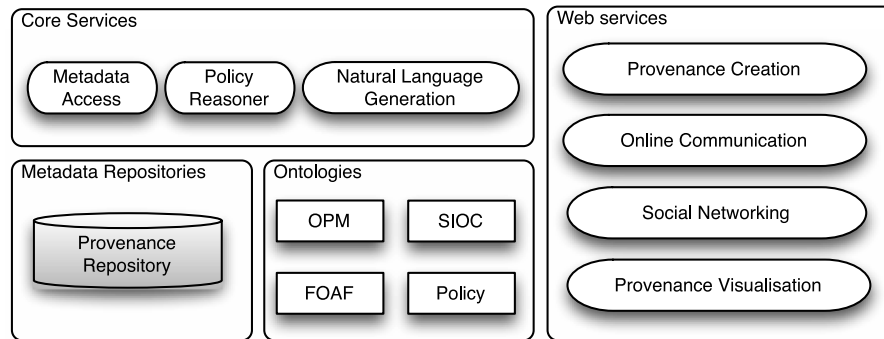 Core Services
Metadata
Access
Policy
Reasoner
Natural Language
Generation
Metadata Repositories
Provenance
Repository
Ontologies
OPM
SIOC
FOAF
Policy
Web services
Provenance Creation
Online Communication
Social Networking
Provenance Visualisation